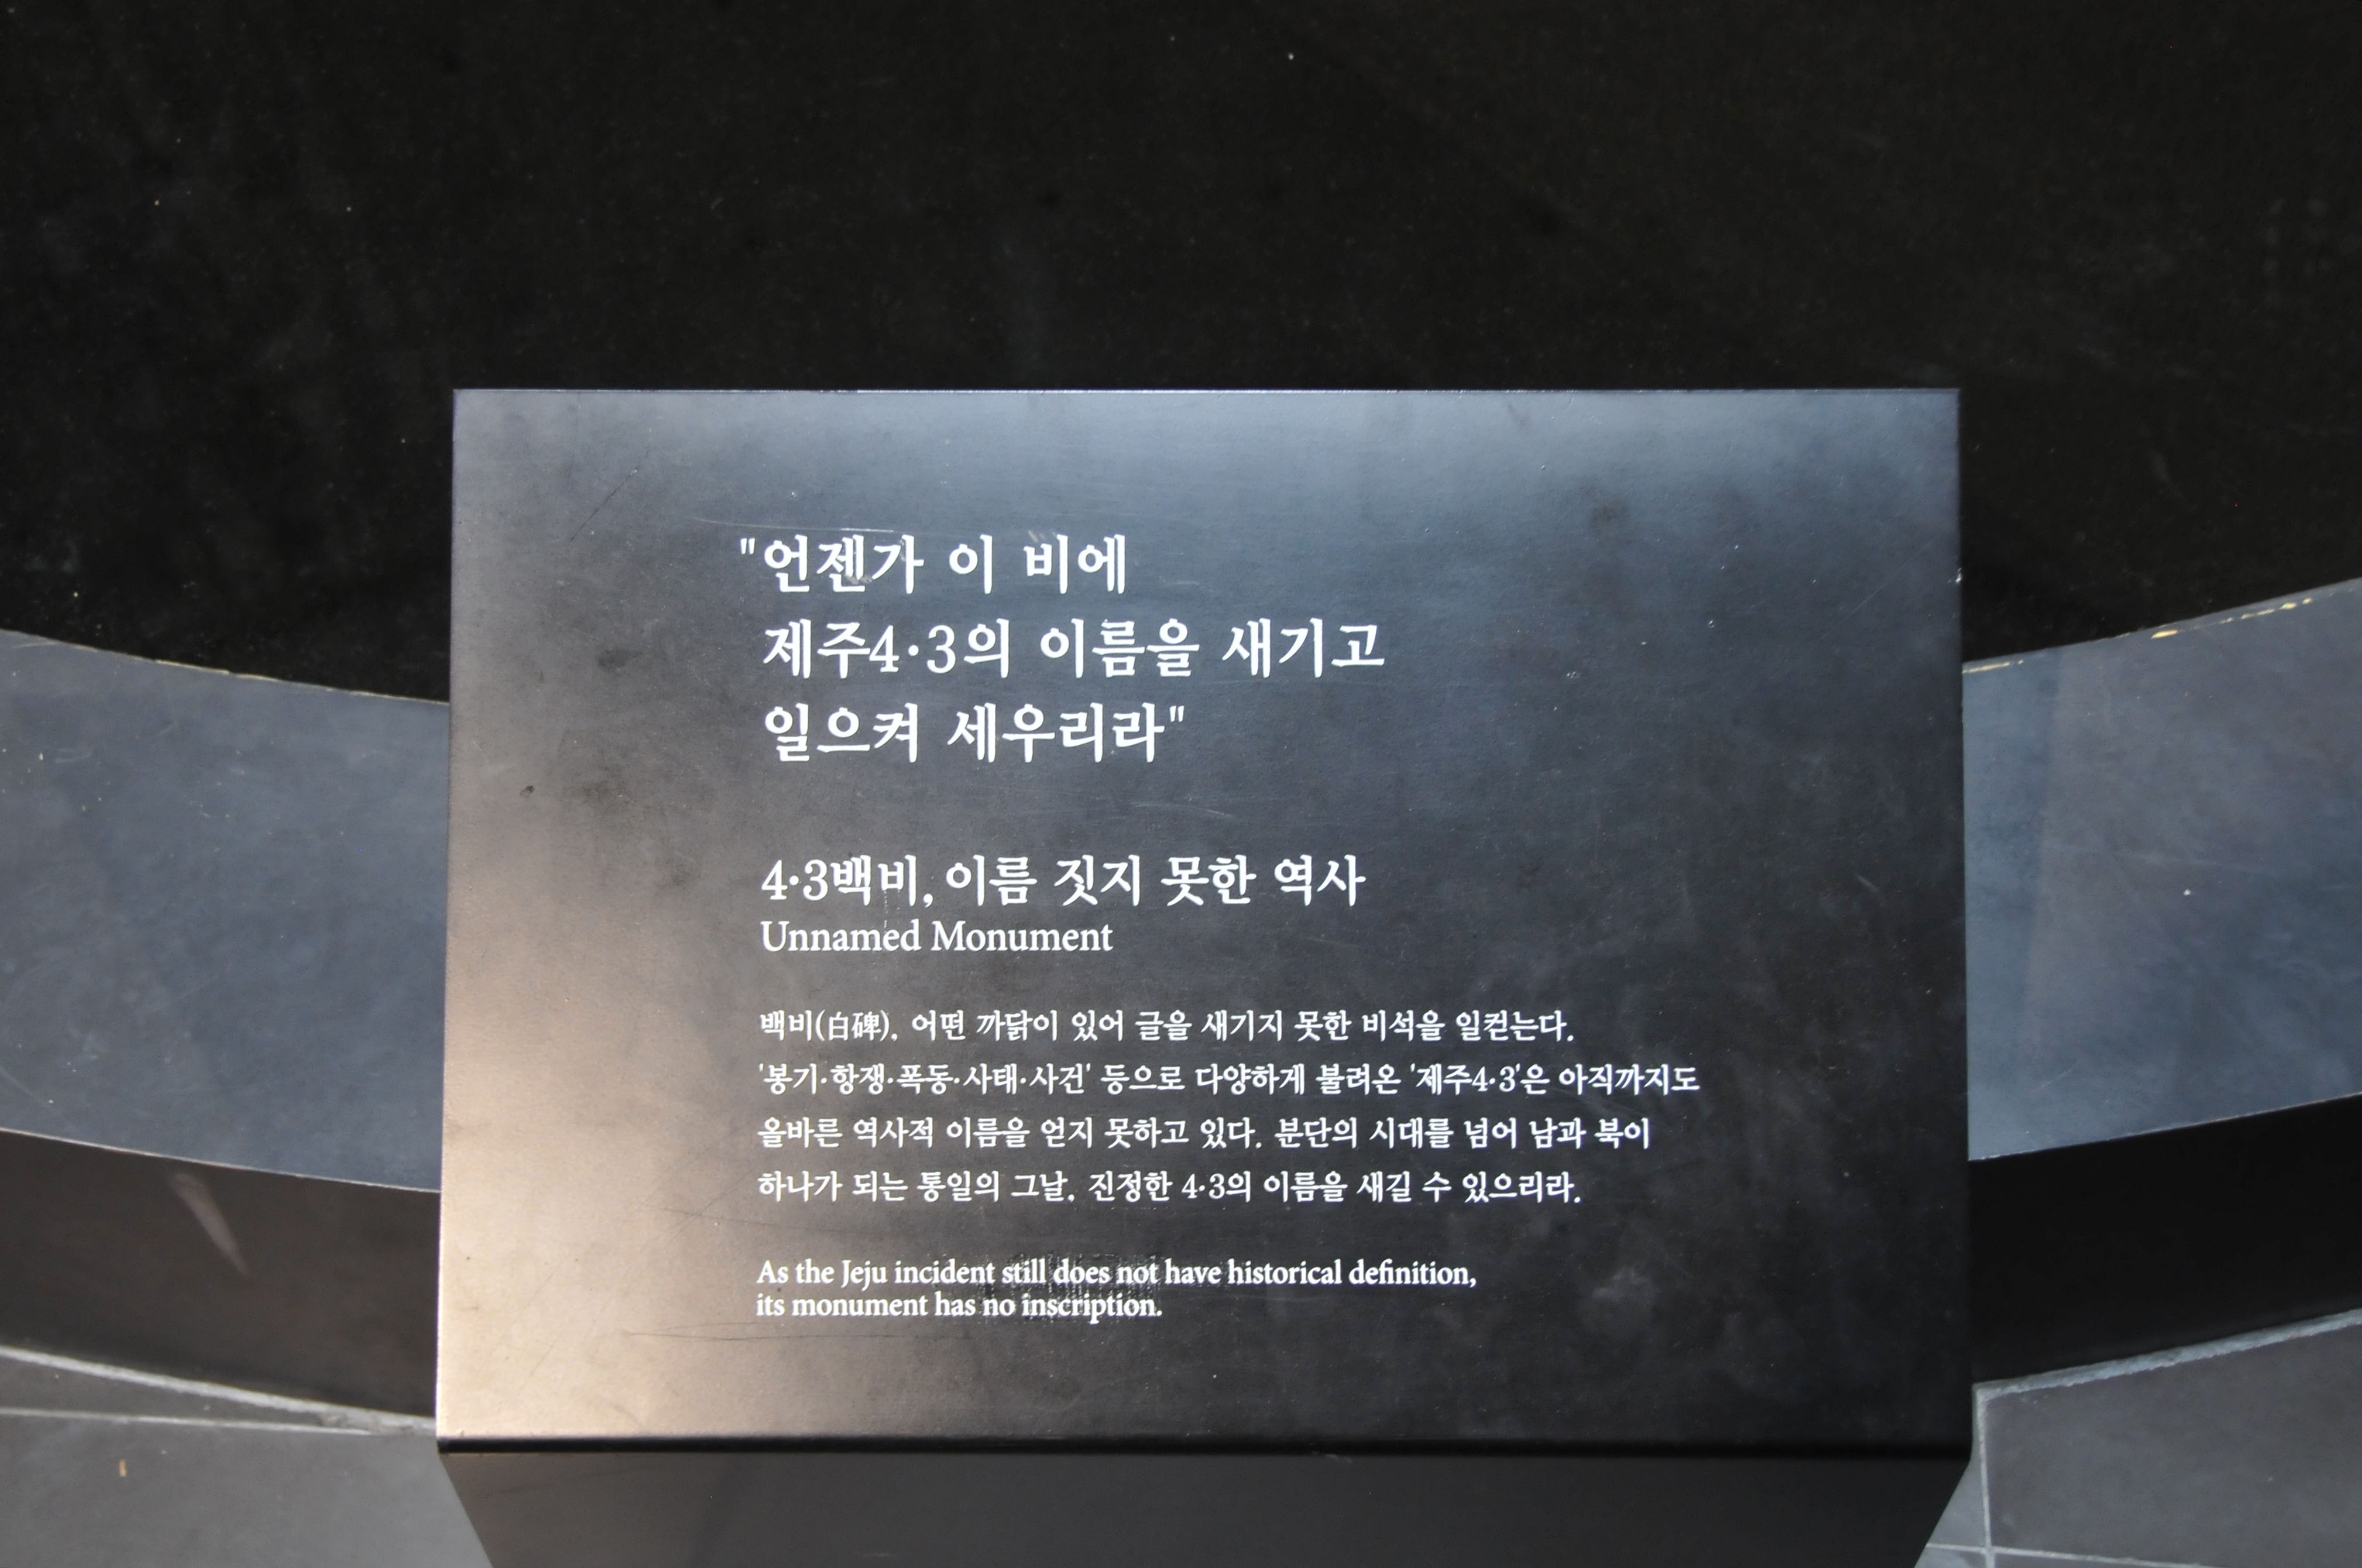 "언젠가 이 비에
제주4·3의 이름을 새기고
일으켜 세우리라"
4·3백비, 이름 짓지 못한 역사
Unnamed Monument
백비(白碑), 어떤 까닭이 있어 글을 새기지 못한 비석을 일컫는다.
'봉기·항쟁·폭동·사태·사건' 등으로 다양하게 불려온 '제주4·3'은 아직까지도
올바른 역사적 이름을 얻지 못하고 있다. 분단의 시대를 넘어 남과 북이
하나가 되는 통일의 그날, 진정한 4·3의 이름을 새길 수 있으리라.
As the Jeju incident still does not have historical definition,
its monument has no inscription.